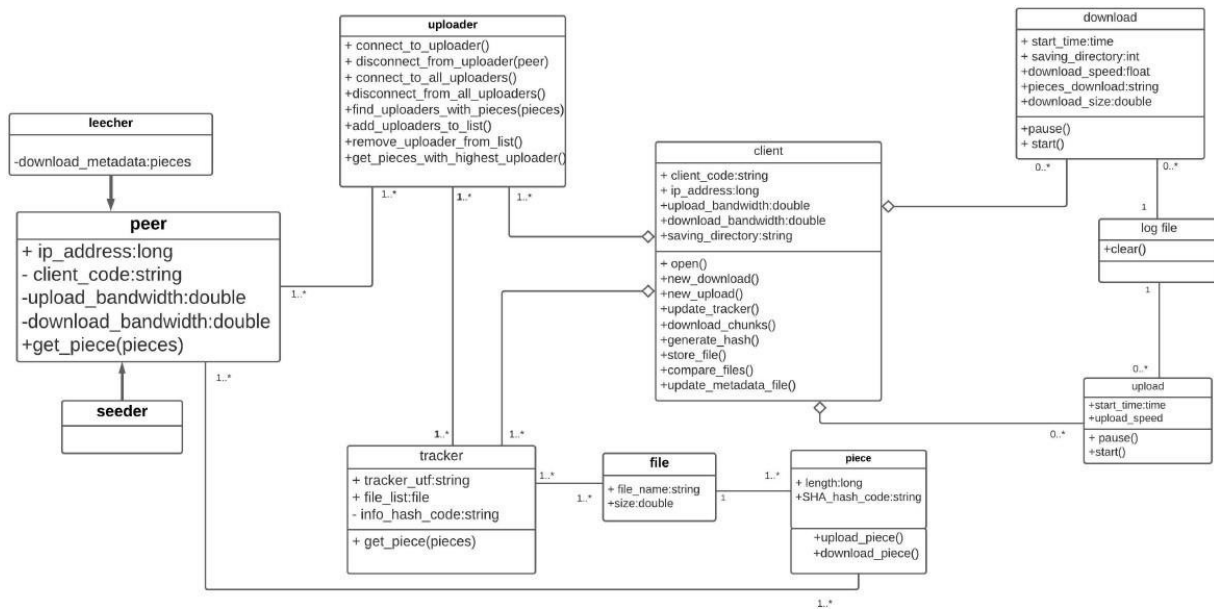 uploader
+ connect_to_uploader()
+ disconnect_from_uploader(peer)
+ connect_to_all_uploaders()
+disconnect_from_all_uploaders()
+find_uploaders_with_pieces(pieces)
+add_uploaders_to_list()
+remove_uploader_from_list()
+get_pieces_with_highest_uploader()
1..*
1..*
1..*
download
+ start_time:time
+ saving_directory:int
+download_speed:float
+pieces_download:string
+download_size:double
+pause()
+ start()
0..*
0..*
leecher
-download_metadata:pieces
peer
+ ip_address:long
- client_code:string
-upload_bandwidth:double
-download_bandwidth:double
+get_piece(pieces)
1..*
1..*
seeder
client
+ client_code:string
+ ip_address:long
+upload_bandwidth:double
+download_bandwidth:double
+saving_directory:string
+ open()
+new_download()
+new_upload()
+update_tracker()
+download_chunks()
+generate_hash()
+store_file()
+compare_files()
+update_metadata_file()
1
log file
+clear()
1
0..*
upload
+start_time:time
+upload_speed
+ pause()
+start()
0..*
1..*
1..*
tracker
+ tracker_utf:string
+ file_list:file
- info_hash_code:string
+ get_piece(pieces)
1..*
1..*
file
+ file_name:string
+size:double
1
1..*
piece
+ length:long
+SHA_hash_code:string
+upload_piece()
+download_piece()
1..*